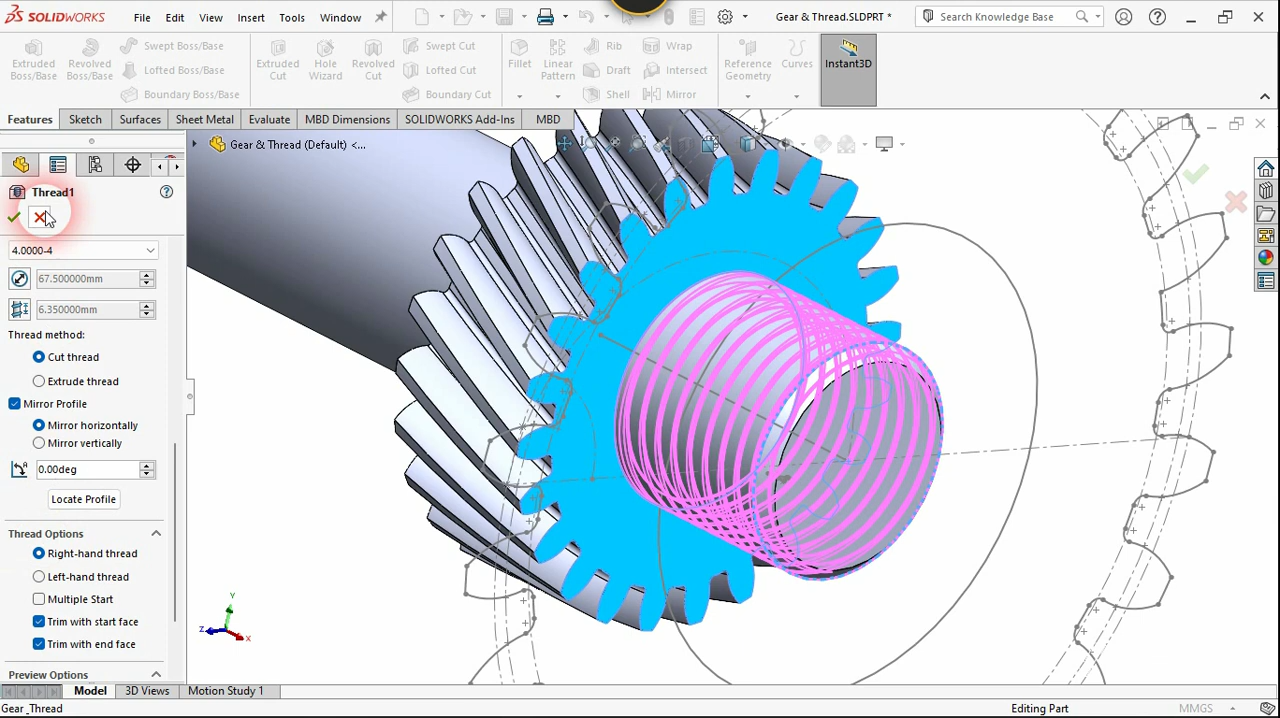 SOLIDWORKS File Edit View Insert Tools Window Gear & Thread.SLDPRT * Search Knowledge Base
Extruded Boss/Base
Revolved Boss/Base
Swept Boss/Base
Lofted Boss/Base
Boundary Boss/Base
Extruded Cut
Hole Wizard
Revolved Cut
Swept Cut
Lofted Cut
Boundary Cut
Fillet
Linear Pattern
Rib
Draft
Shell
Wrap
Intersect
Mirror
Reference Geometry
Curves
Instant3D
Features Sketch Surfaces Sheet Metal Evaluate MBD Dimensions SOLIDWORKS Add-Ins MBD
Gear & Thread (Default) <...
Thread1
4.0000-4
67.500000mm
6.350000mm
Thread method:
Cut thread
Extrude thread
Mirror Profile
Mirror horizontally
Mirror vertically
0.00deg
Locate Profile
Thread Options
Right-hand thread
Left-hand thread
Multiple Start
Trim with start face
Trim with end face
Preview Options
Y
Z
X
Model 3D Views Motion Study 1
Gear _Thread Editing Part MMGS